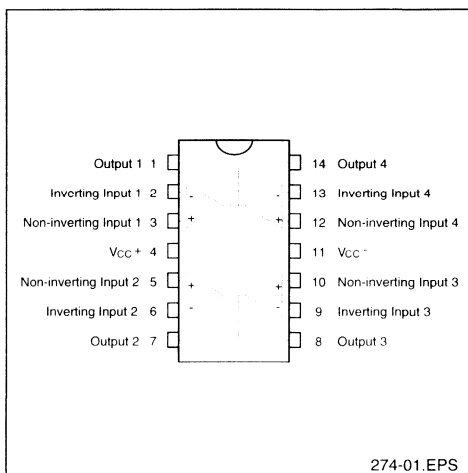 Output 1 1 14 Output 4
Inverting Input 1 2 - - 13 Inverting Input 4
Non-inverting Input 1 3 + + 12 Non-inverting Input 4
VCC + 4 11 VCC -
Non-inverting Input 2 5 + + 10 Non-inverting Input 3
Inverting Input 2 6 - - 9 Inverting Input 3
Output 2 7 8 Output 3
274-01.EPS